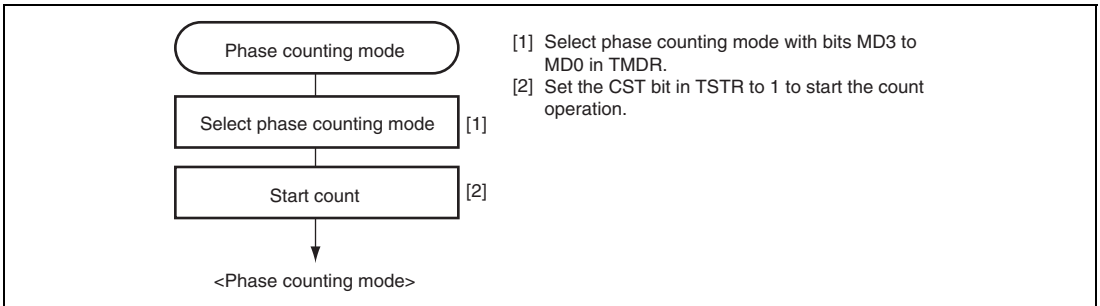 Phase counting mode
Select phase counting mode
[1]
Start count
[2]
<Phase counting mode>
[1] Select phase counting mode with bits MD3 to
MD0 in TMDR.
[2] Set the CST bit in TSTR to 1 to start the count
operation.